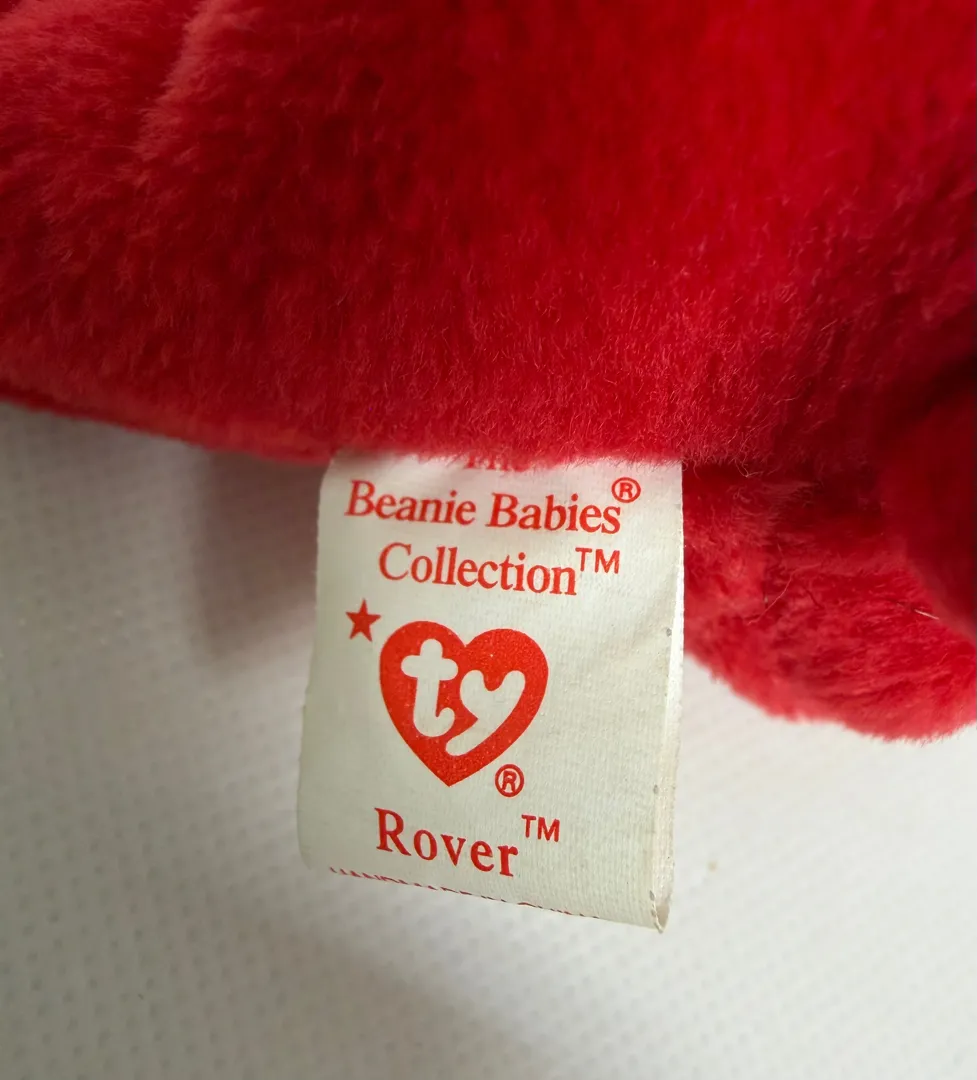 Beanie Babies®
Collection™
ty®
Rover™